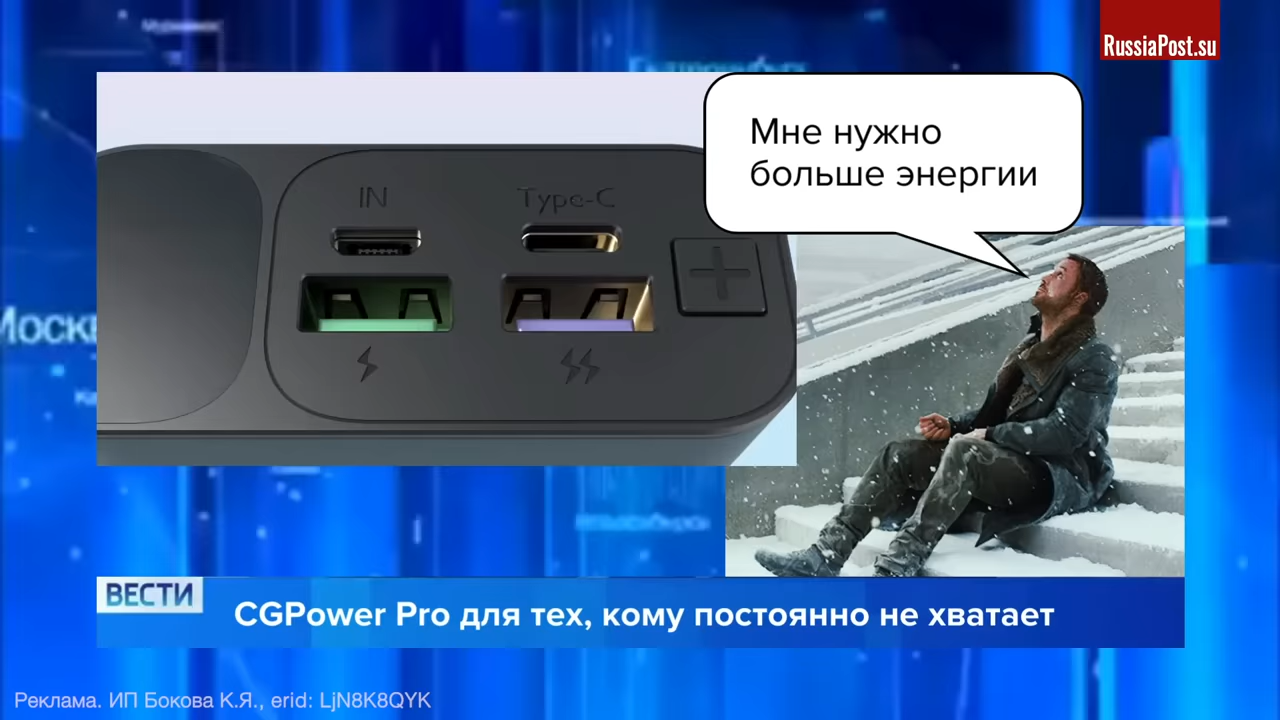 RussiaPost.su
Мне нужно
больше энергии
IN
Type-C
ВЕСТИ
CGPower Pro для тех, кому постоянно не хватает
Реклама. ИП Бокова К.Я., erid: LjN8K8QYK